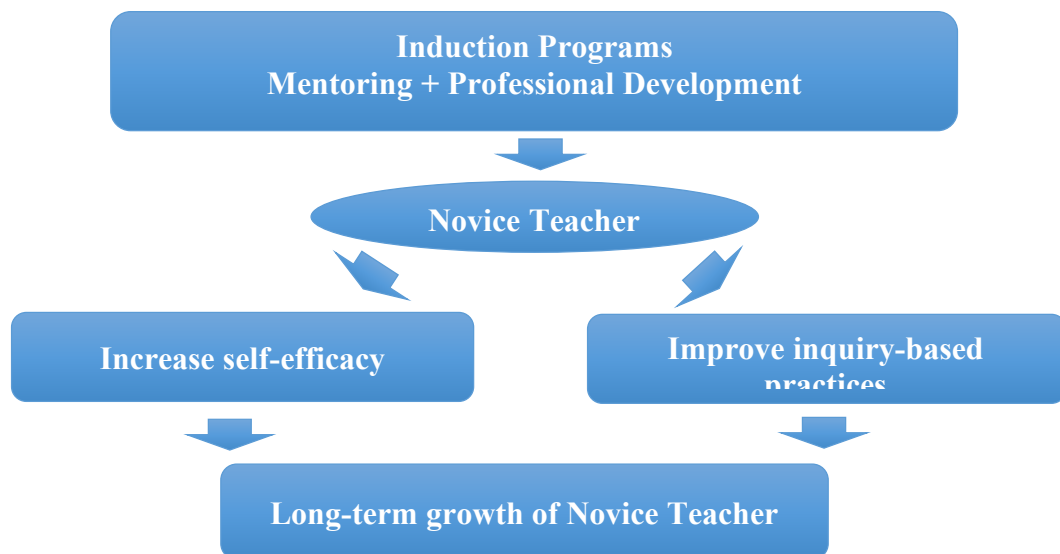 Induction Programs
Mentoring + Professional Development
Novice Teacher
Increase self-efficacy
Improve inquiry-based
practices
Long-term growth of Novice Teacher